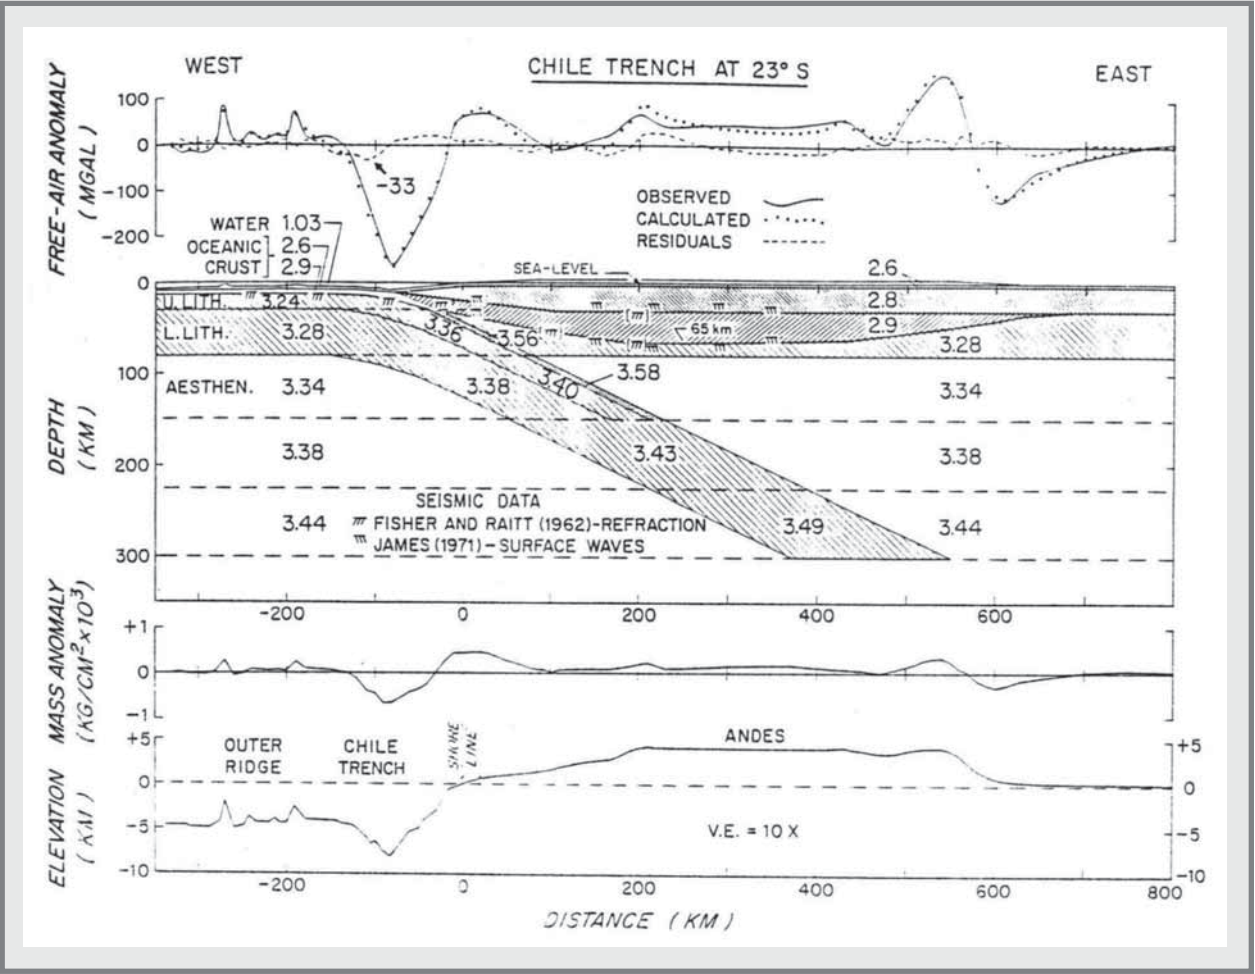 WEST
CHILE TRENCH AT 23° S
EAST
FREE-AIR ANOMALY
(MGAL)
100
0
-100
-200
-33
OBSERVED
CALCULATED
RESIDUALS
WATER 1.03
OCEANIC 2.6
CRUST 2.9
SEA-LEVEL
2.6
0
U. LITH. 3.24
2.8
L. LITH. 3.28
3.36
3.56
65 km
2.9
3.28
100
AESTHEN. 3.34
3.38
3.40
3.58
3.34
DEPTH
(KM)
3.38
3.43
3.38
200
SEISMIC DATA
3.44
FISHER AND RAITT (1962)-REFRACTION
JAMES (1971)-SURFACE WAVES
3.49
3.44
300
-200 0 200 400 600
MASS ANOMALY
(KG/CM²x10³)
+1
0
-1
ELEVATION
(KM)
+5
0
-5
-10
OUTER
RIDGE
CHILE
TRENCH
SHORE
LINE
ANDES
V.E. = 10 X
+5
0
-5
-10
-200 0 200 400 600 800
DISTANCE (KM)